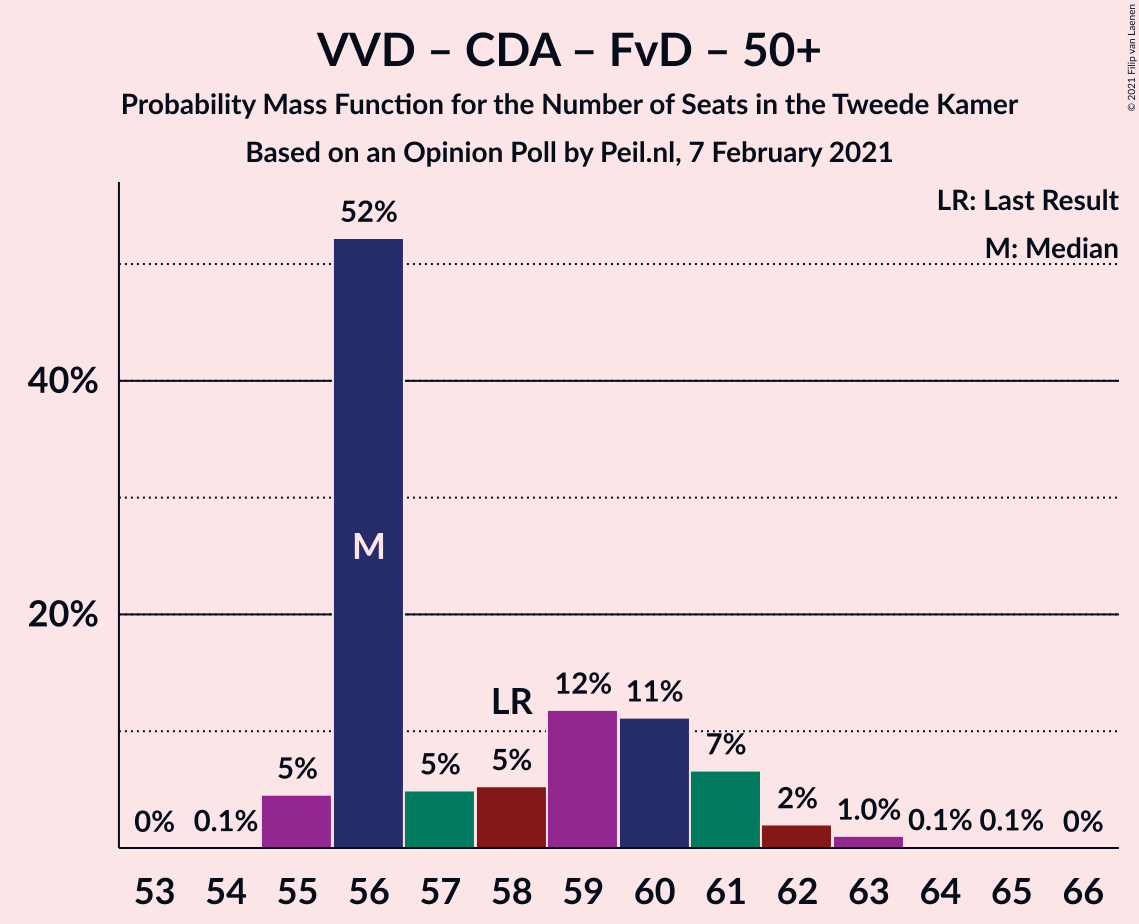 VVD – CDA – FvD – 50+
Probability Mass Function for the Number of Seats in the Tweede Kamer
Based on an Opinion Poll by Peil.nl, 7 February 2021
© 2021 Filip van Laenen
LR: Last Result
M: Median
40%
20%
0%
0.1%
5%
52%
M
5%
LR
5%
12%
11%
7%
2%
1.0%
0.1%
0.1%
0%
53 54 55 56 57 58 59 60 61 62 63 64 65 66